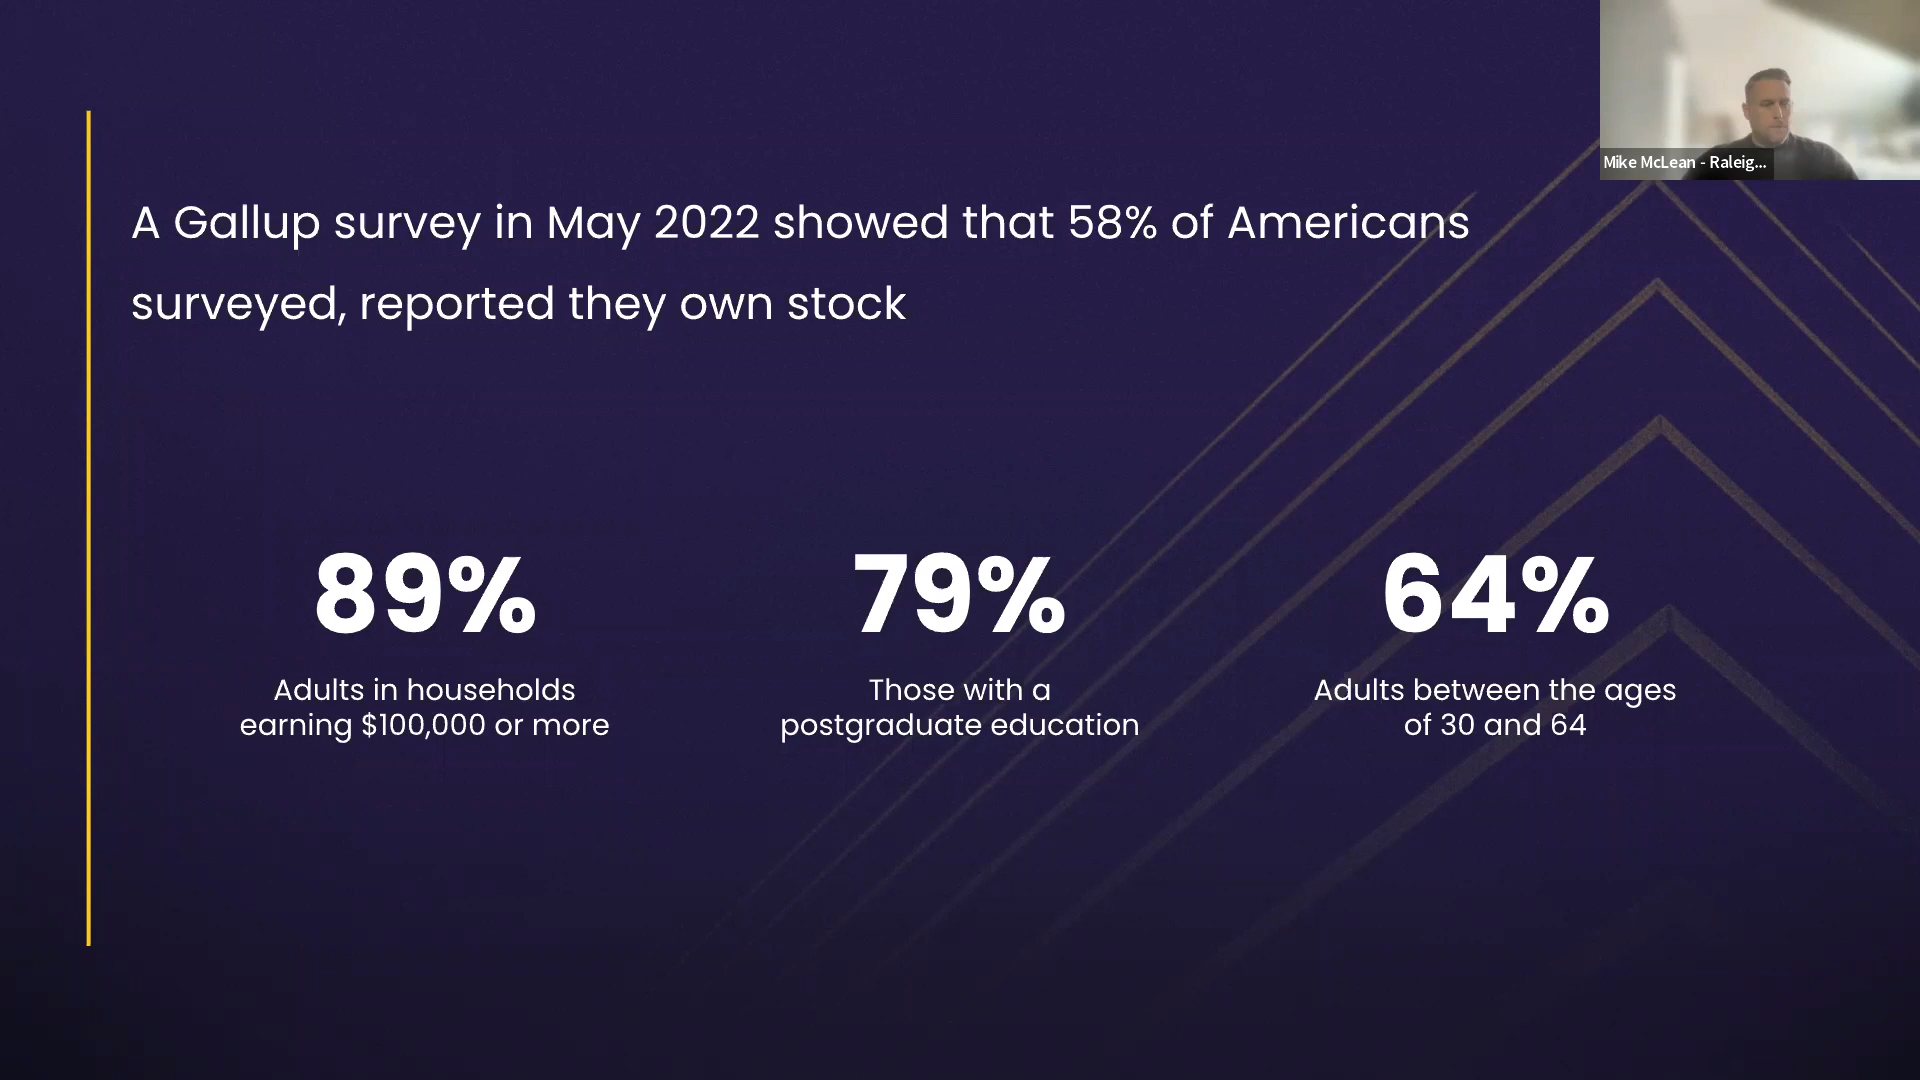 Mike McLean - Raleig...
A Gallup survey in May 2022 showed that 58% of Americans
surveyed, reported they own stock
89%
Adults in households
earning $100,000 or more
79%
Those with a
postgraduate education
64%
Adults between the ages
of 30 and 64